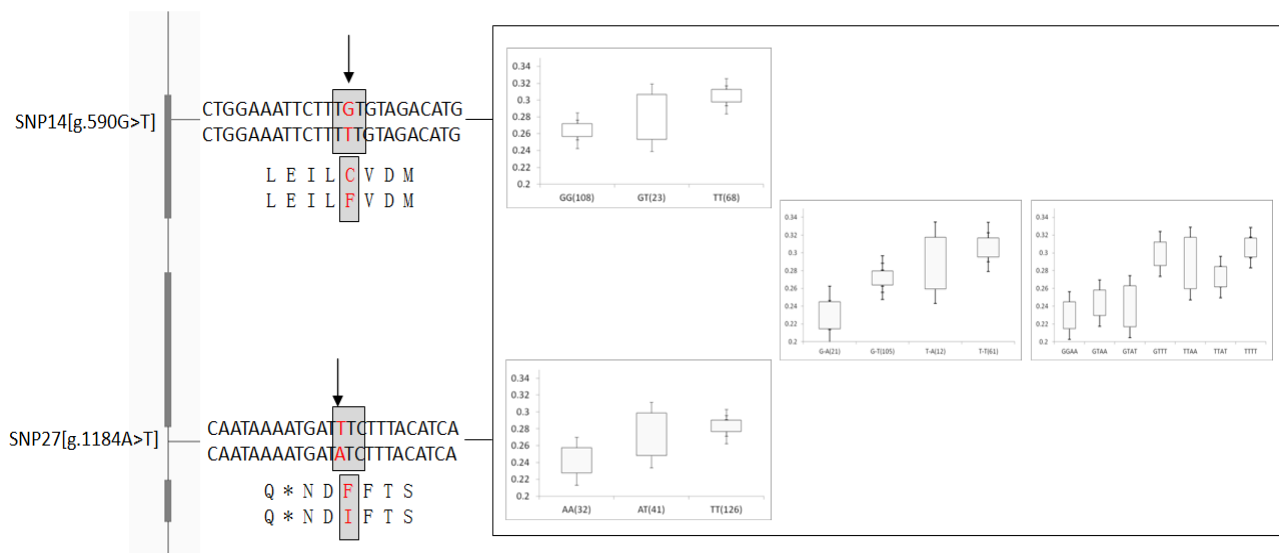 SNP14[g.590G>T]
CTGGAAATTCTTTGTGTAGACATG
CTGGAAATTCTTTTTGTAGACATG
L E I L C V D M
L E I L F V D M
0.34
0.32
0.3
0.28
0.26
0.24
0.22
0.2
GG(108) GT(23) TT(68)
0.34
0.32
0.3
0.28
0.26
0.24
0.22
0.2
G-A(21) G-T(105) T-A(12) T-T(61)
0.34
0.32
0.3
0.28
0.26
0.24
0.22
0.2
GGAA GTAA GTAT GTTT TTAA TTAT TTTT
SNP27[g.1184A>T]
CAATAAAATGATTTCTTTACATCA
CAATAAAATGATATCTTTACATCA
Q * N D F F T S
Q * N D I F T S
0.34
0.32
0.3
0.28
0.26
0.24
0.22
0.2
AA(32) AT(41) TT(126)